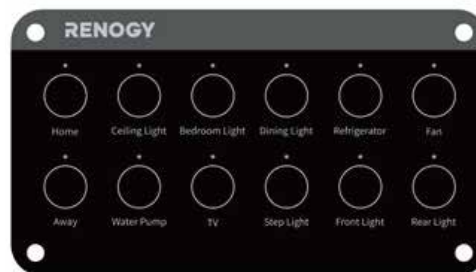 RENOGY
Home Ceiling Light Bedroom Light Dining Light Refrigerator Fan
Away Water Pump TV Step Light Front Light Rear Light